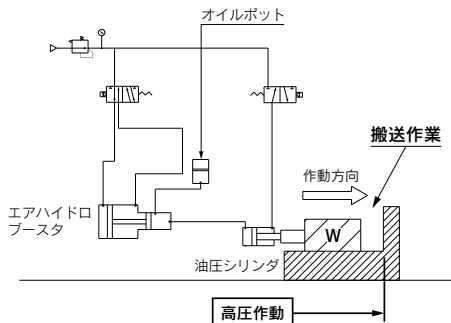 オイルポット
搬送作業
作動方向
エアハイドロ
ブースタ
W
油圧シリンダ
高圧作動